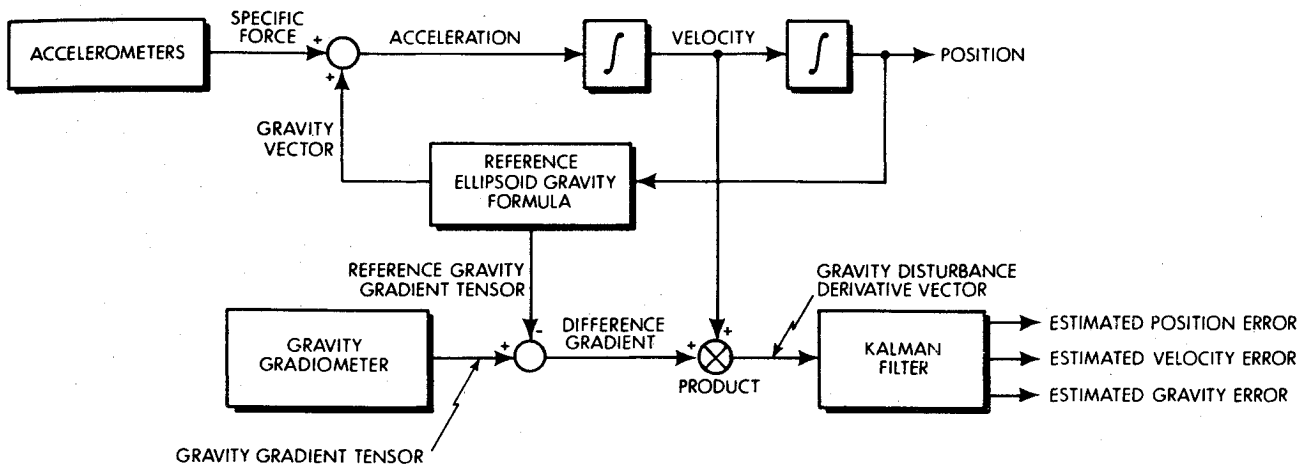 ACCELEROMETERS
SPECIFIC
FORCE
+
+
ACCELERATION
∫
VELOCITY
∫
POSITION
GRAVITY
VECTOR
REFERENCE
ELLIPSOID GRAVITY
FORMULA
REFERENCE GRAVITY
GRADIENT TENSOR
GRAVITY
GRADIOMETER
+
-
DIFFERENCE
GRADIENT
+
+
PRODUCT
GRAVITY DISTURBANCE
DERIVATIVE VECTOR
KALMAN
FILTER
ESTIMATED POSITION ERROR
ESTIMATED VELOCITY ERROR
ESTIMATED GRAVITY ERROR
GRAVITY GRADIENT TENSOR